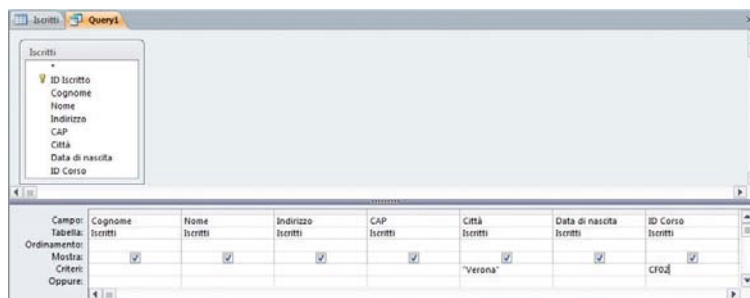 Iscritti Query1
Iscritti
*
ID Iscritto
Cognome
Nome
Indirizzo
CAP
Città
Data di nascita
ID Corso
Campo: Cognome Nome Indirizzo CAP Città Data di nascita ID Corso
Tabella: Iscritti Iscritti Iscritti Iscritti Iscritti Iscritti Iscritti
Ordinamento:
Mostra:
Criteri: "Verona" CF02
Oppure: